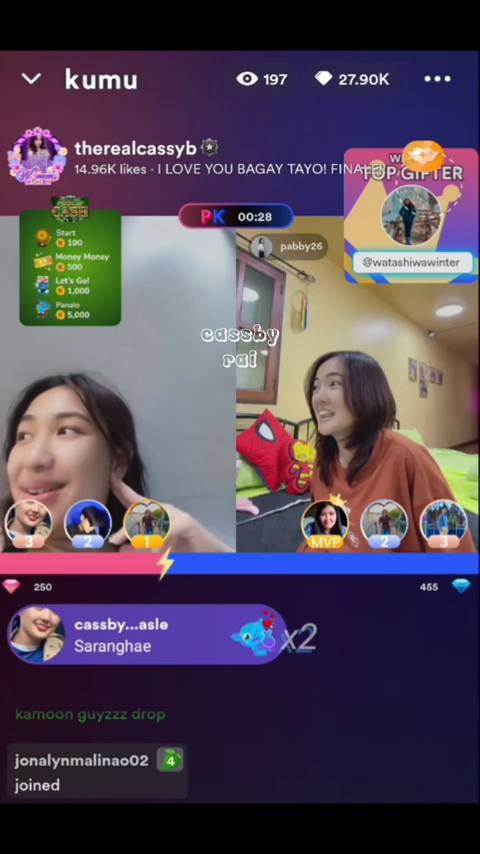 kumu
197
27.90K
therealcassyb
14.96K likes · I LOVE YOU BAGAY TAYO! FINALE!!
TOP GIFTER
@watashiwawinter
PK 00:28
Start
100
Money Money
500
Let's Go!
1,000
Panalo
5,000
pabby26
cassby
rai
3
2
1
MVP
2
3
250
455
cassby...asle
Saranghae
x2
kamoon guyzzz drop
jonalynmalinao02 4
joined